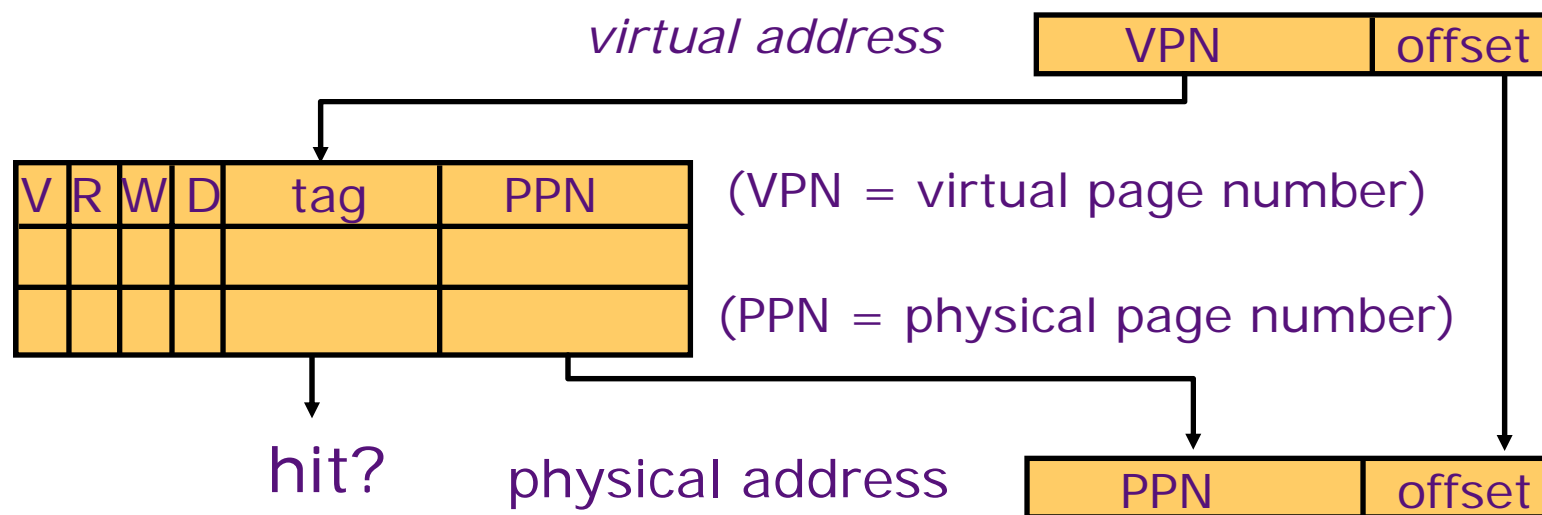 virtual address VPN offset
V R W D tag PPN (VPN = virtual page number)
(PPN = physical page number)
hit? physical address PPN offset